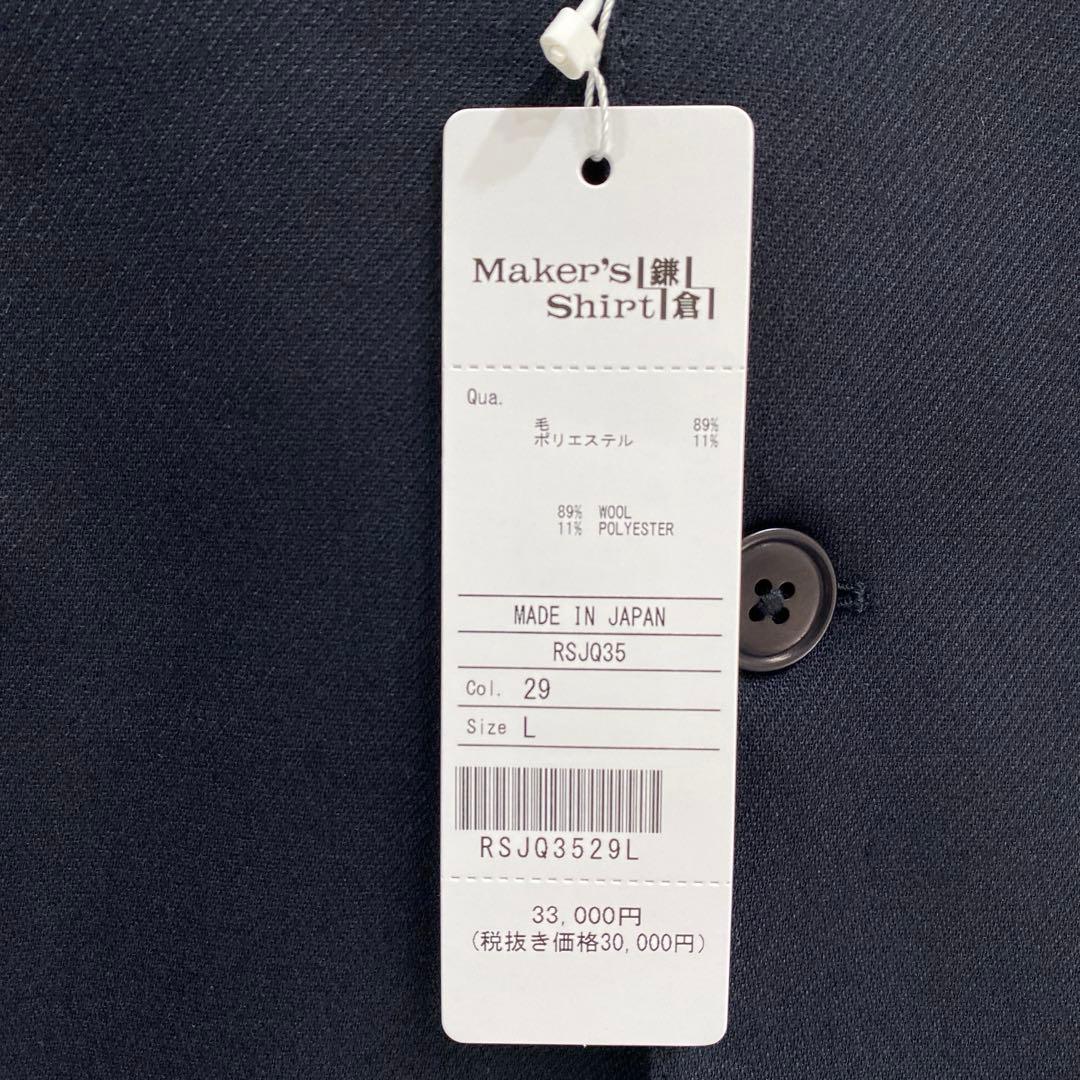 Maker's 鎌
Shirt 倉
Qua.
毛 89%
ポリエステル 11%
89% WOOL
11% POLYESTER
MADE IN JAPAN
RSJQ35
Col. 29
Size L
RSJQ3529L
33,000円
(税抜き価格30,000円)